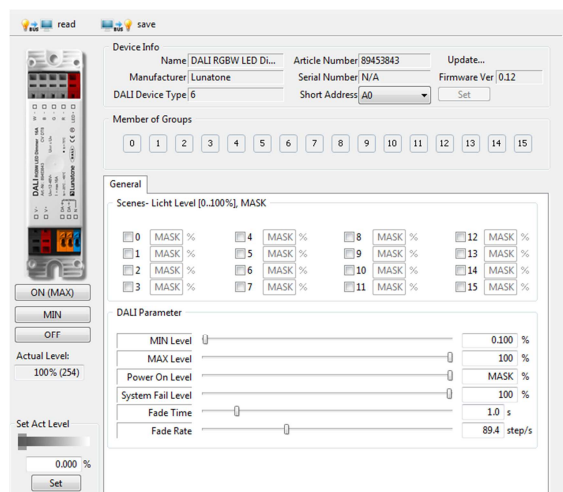 BUS read BUS save
Device Info
Name DALI RGBW LED Di... Article Number 89453843 Update...
Manufacturer Lunatone Serial Number N/A Firmware Ver 0.12
DALI Device Type 6 Short Address A0 Set
Member of Groups
0 1 2 3 4 5 6 7 8 9 10 11 12 13 14 15
General
Scenes- Licht Level [0..100%], MASK
0 MASK % 4 MASK % 8 MASK % 12 MASK %
1 MASK % 5 MASK % 9 MASK % 13 MASK %
2 MASK % 6 MASK % 10 MASK % 14 MASK %
3 MASK % 7 MASK % 11 MASK % 15 MASK %
DALI Parameter
MIN Level 0.100 %
MAX Level 100 %
Power On Level MASK %
System Fail Level 100 %
Fade Time 1.0 s
Fade Rate 89.4 step/s
DALI RGBW LED Dimmer 16A
Lunatone
ON (MAX)
MIN
OFF
Actual Level:
100% (254)
Set Act Level
0.000 %
Set